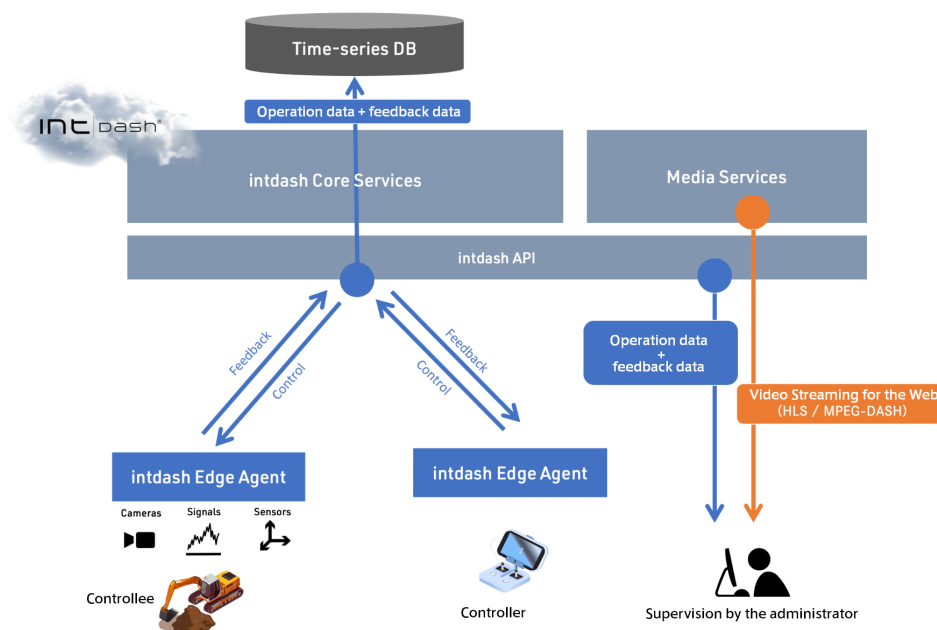 Time-series DB
Operation data + feedback data
int dash®
intdash Core Services
Media Services
intdash API
Feedback
Control
Feedback
Control
Operation data
+
feedback data
Video Streaming for the Web
(HLS / MPEG-DASH)
intdash Edge Agent
intdash Edge Agent
Cameras
Signals
Sensors
Controllee
Controller
Supervision by the administrator